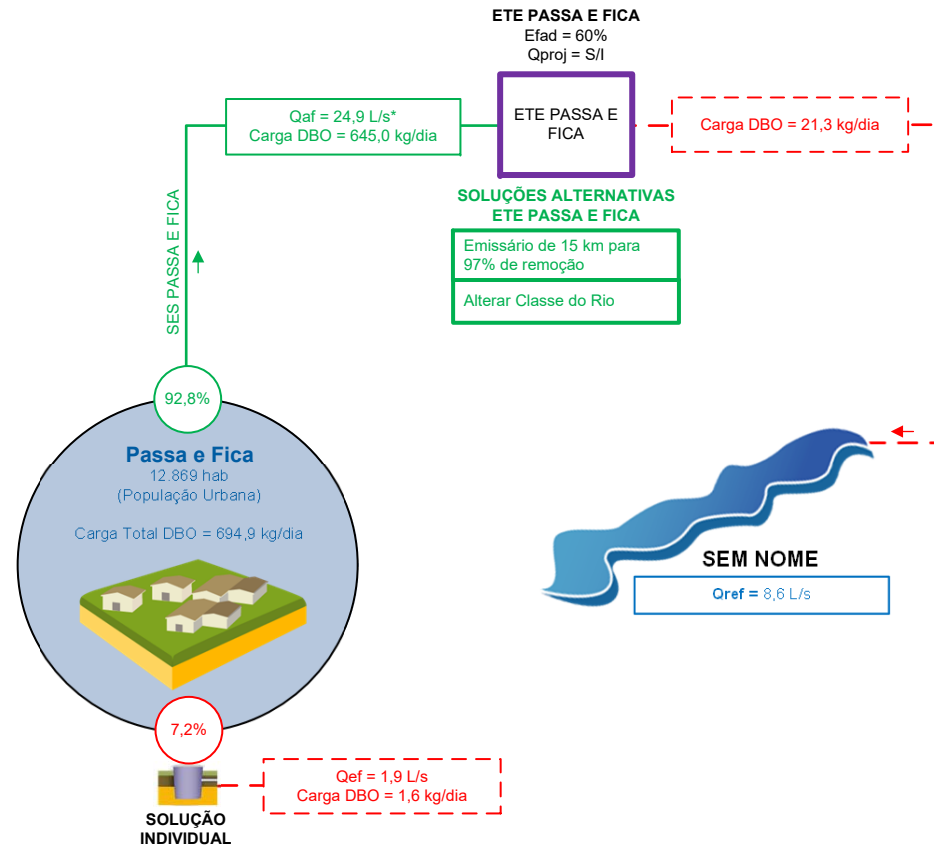 ETE PASSA E FICA
Efad = 60%
Qproj = S/I
Qaf = 24,9 L/s*
Carga DBO = 645,0 kg/dia
ETE PASSA E
FICA
Carga DBO = 21,3 kg/dia
SOLUÇÕES ALTERNATIVAS
ETE PASSA E FICA
Emissário de 15 km para
97% de remoção
Alterar Classe do Rio
SES PASSA E FICA
92,8%
Passa e Fica
12.869 hab
(População Urbana)
Carga Total DBO = 694,9 kg/dia
SEM NOME
Qref = 8,6 L/s
7,2%
Qef = 1,9 L/s
Carga DBO = 1,6 kg/dia
SOLUÇÃO
INDIVIDUAL